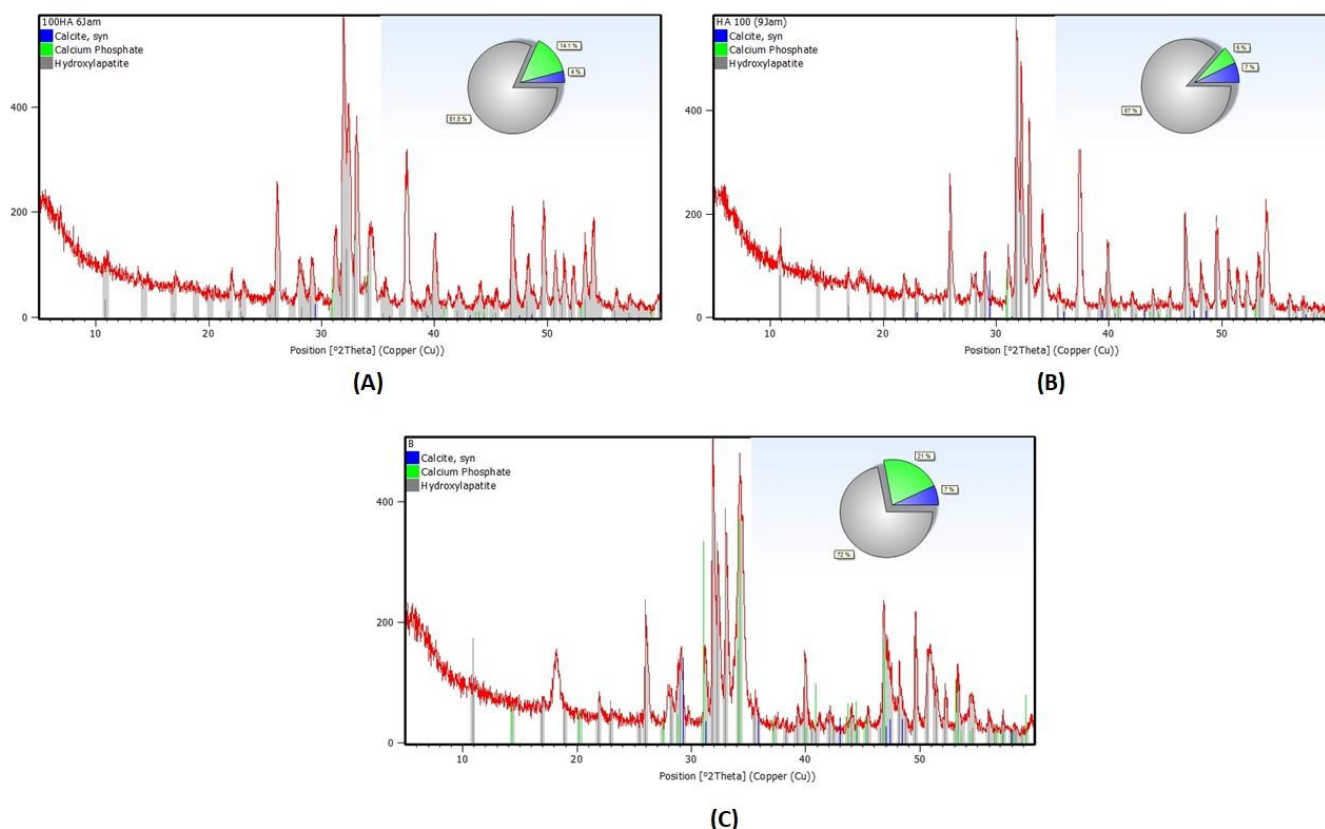 100HA 6Jam
Calcite, syn
Calcium Phosphate
Hydroxylapatite
14.1 %
4 %
81.8 %
400
200
0
10 20 30 40 50
Position [°2Theta] (Copper (Cu))
(A)
HA 100 (9Jam)
Calcite, syn
Calcium Phosphate
Hydroxylapatite
6 %
7 %
87 %
400
200
0
10 20 30 40 50
Position [°2Theta] (Copper (Cu))
(B)
B
Calcite, syn
Calcium Phosphate
Hydroxylapatite
21 %
7 %
72 %
400
200
0
10 20 30 40 50
Position [°2Theta] (Copper (Cu))
(C)